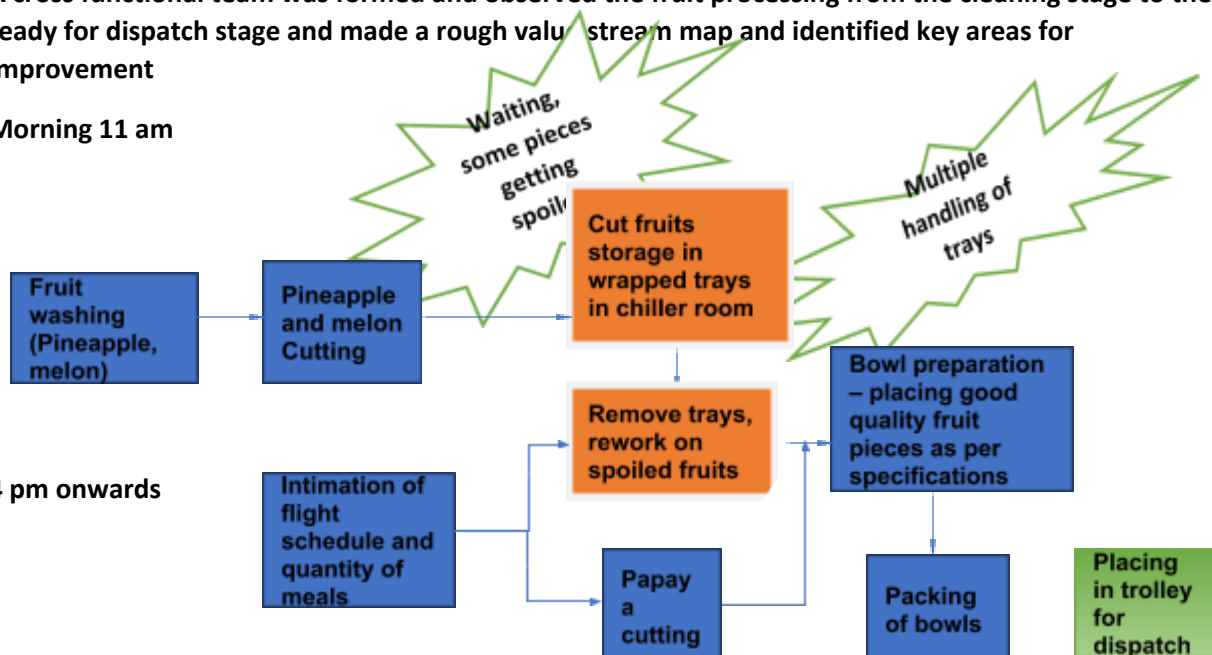 cross functional team was formed and observed the fruit processing from the cleaning stage to the
eady for dispatch stage and made a rough value stream map and identified key areas for
mprovement
Morning 11 am
Waiting,
some pieces
getting
spoile
Multiple
handling of
trays
Cut fruits
storage in
wrapped trays
in chiller room
Fruit
washing
(Pineapple,
melon)
Pineapple
and melon
Cutting
Bowl preparation
– placing good
quality fruit
pieces as per
specifications
Remove trays,
rework on
spoiled fruits
4 pm onwards
Intimation of
flight
schedule and
quantity of
meals
Papay
a
cutting
Packing
of bowls
Placing
in trolley
for
dispatch